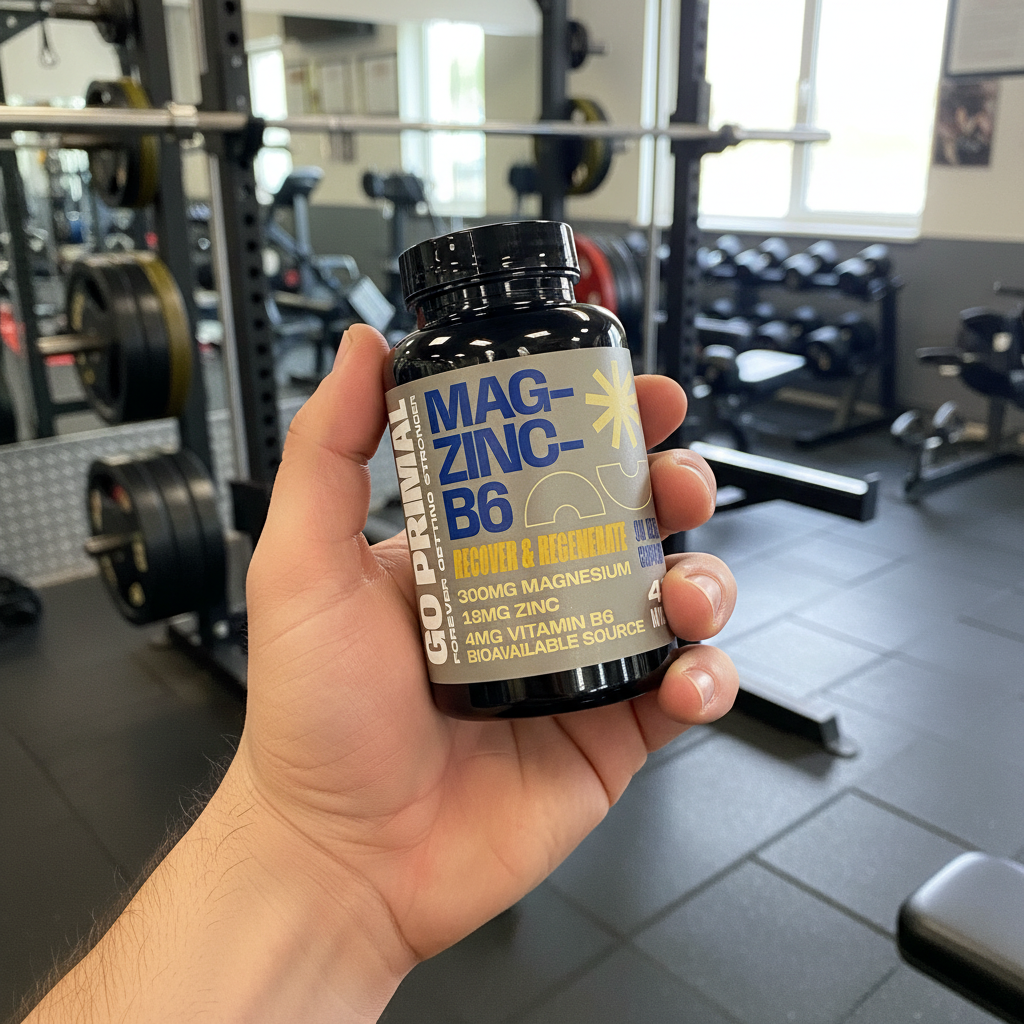 GO PRIMAL
FOREVER GETTING STRONGER
MAG-
ZINC-
B6
RECOVER & REGENERATE
300MG MAGNESIUM
18MG ZINC
4MG VITAMIN B6
BIOAVAILABLE SOURCE